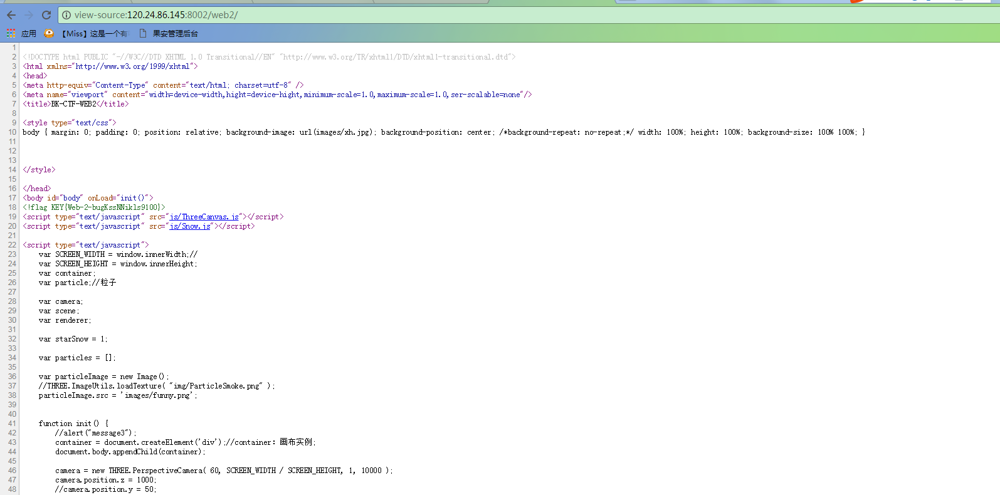 view-source:120.24.86.145:8002/web2/
应用 【Miss】这是一个有 果安管理后台
1
2 <!DOCTYPE html PUBLIC "-//W3C//DTD XHTML 1.0 Transitional//EN" "http://www.w3.org/TR/xhtml1/DTD/xhtml1-transitional.dtd">
3 <html xmlns="http://www.w3.org/1999/xhtml">
4 <head>
5 <meta http-equiv="Content-Type" content="text/html; charset=utf-8" />
6 <meta name="viewport" content="width=device-width,hight=device-hight,minimum-scale=1.0,maximum-scale=1.0,ser-scalable=none"/>
7 <title>BK-CTF-WEB2</title>
8
9 <style type="text/css">
10 body { margin: 0; padding: 0; position: relative; background-image: url(images/xh.jpg); background-position: center; /*background-repeat: no-repeat;*/ width: 100%; height: 100%; background-size: 100% 100%; }
11
12
13
14 </style>
15
16 </head>
17 <body id="body" onLoad="init()">
18 <!flag KEY{Web-2-bugKssNNikls9100}>
19 <script type="text/javascript" src="js/ThreeCanvas.js"></script>
20 <script type="text/javascript" src="js/Snow.js"></script>
21
22 <script type="text/javascript">
23 var SCREEN_WIDTH = window.innerWidth;//
24 var SCREEN_HEIGHT = window.innerHeight;
25 var container;
26 var particle;//粒子
27
28 var camera;
29 var scene;
30 var renderer;
31
32 var starSnow = 1;
33
34 var particles = [];
35
36 var particleImage = new Image();
37 //THREE.ImageUtils.loadTexture( "img/ParticleSmoke.png" );
38 particleImage.src = 'images/funny.png';
39
40
41 function init() {
42 //alert("message3");
43 container = document.createElement('div');//container：画布实例;
44 document.body.appendChild(container);
45
46 camera = new THREE.PerspectiveCamera( 60, SCREEN_WIDTH / SCREEN_HEIGHT, 1, 10000 );
47 camera.position.z = 1000;
48 //camera.position.y = 50;